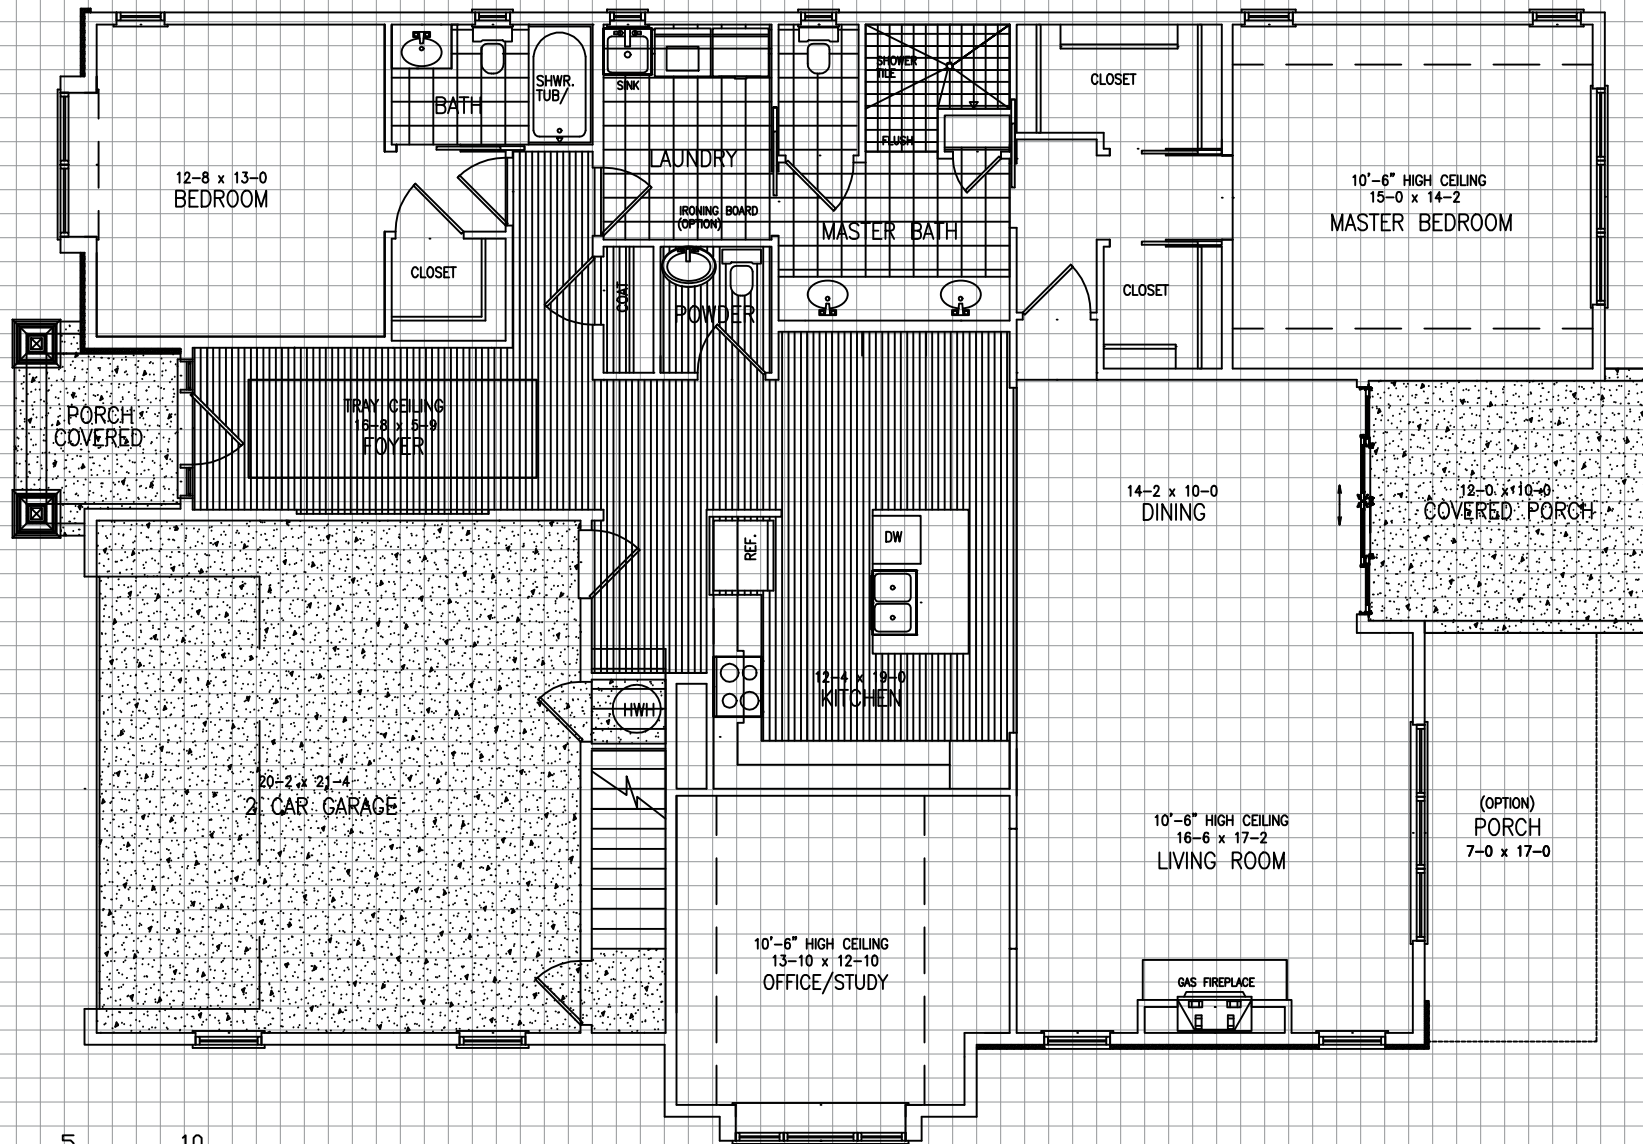 SHWR.
TUB/
BATH
SINK
LAUNDRY
IRONING BOARD
(OPTION)
SHOWER
TILE
FLUSH
MASTER BATH
CLOSET
10'-6" HIGH CEILING
15-0 x 14-2
MASTER BEDROOM
12-8 x 13-0
BEDROOM
CLOSET
COAT
POWDER
CLOSET
PORCH
COVERED
TRAY CEILING
16-8 x 5-9
FOYER
REF.
DW
14-2 x 10-0
DINING
12-0 x 10-0
COVERED PORCH
12-4 x 19-0
KITCHEN
HWH
20-2 x 21-4
2 CAR GARAGE
10'-6" HIGH CEILING
16-6 x 17-2
LIVING ROOM
(OPTION)
PORCH
7-0 x 17-0
10'-6" HIGH CEILING
13-10 x 12-10
OFFICE/STUDY
GAS FIREPLACE
5 10